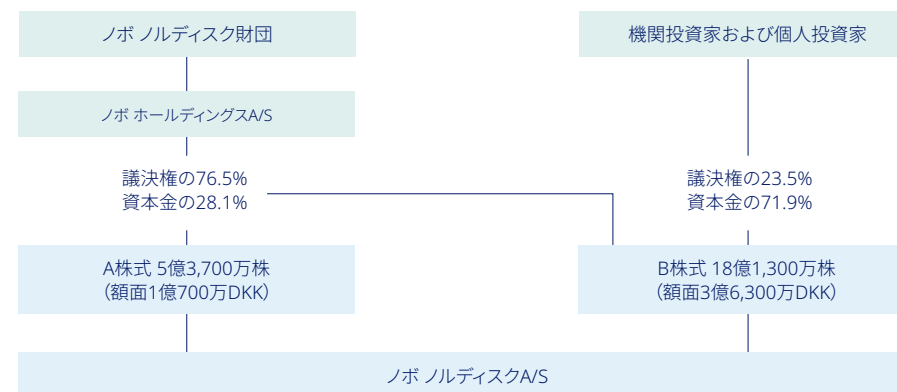 ノボ ノルディスク財団
機関投資家および個人投資家
ノボ ホールディングスA/S
議決権の76.5%
資本金の28.1%
議決権の23.5%
資本金の71.9%
A株式 5億3,700万株
（額面1億700万DKK）
B株式 18億1,300万株
（額面3億6,300万DKK）
ノボ ノルディスクA/S